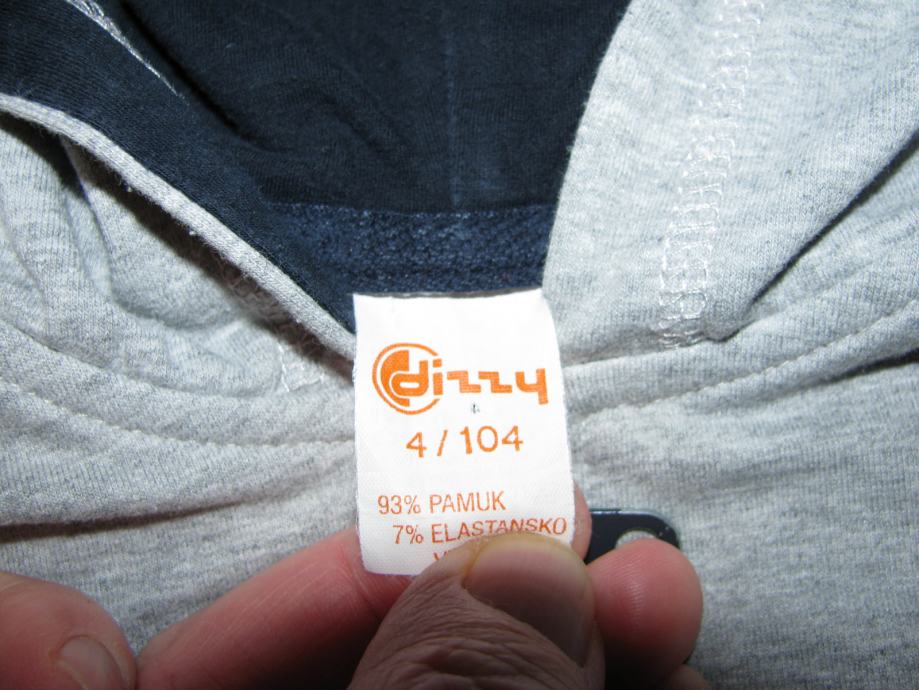 dizzy
4 / 104
93% PAMUK
7% ELASTANSKO